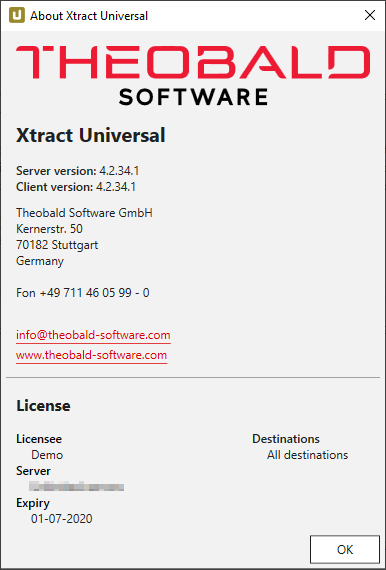 About Xtract Universal
THEOBALD
SOFTWARE
Xtract Universal
Server version: 4.2.34.1
Client version: 4.2.34.1
Theobald Software GmbH
Kernerstr. 50
70182 Stuttgart
Germany
Fon +49 711 46 05 99 - 0
info@theobald-software.com
www.theobald-software.com
License
Licensee
Destinations
Demo
All destinations
Server
Expiry
01-07-2020
OK